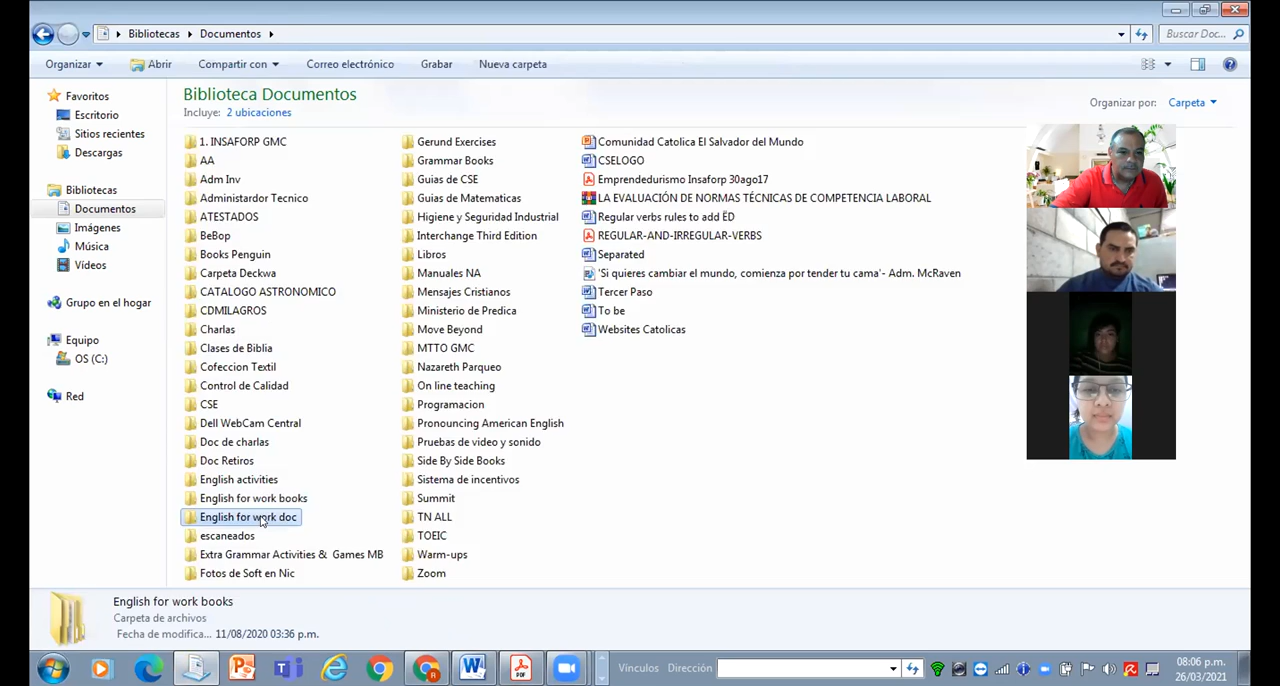 Bibliotecas Documentos
Buscar Doc...
Organizar Abrir Compartir con Correo electrónico Grabar Nueva carpeta
Biblioteca Documentos
Incluye: 2 ubicaciones
Organizar por: Carpeta
Favoritos
Escritorio
Sitios recientes
Descargas
Bibliotecas
Documentos
Imágenes
Música
Vídeos
Grupo en el hogar
Equipo
OS (C:)
Red
1. INSAFORP GMC
AA
Adm Inv
Administardor Tecnico
ATESTADOS
BeBop
Books Penguin
Carpeta Deckwa
CATALOGO ASTRONOMICO
CDMILAGROS
Charlas
Clases de Biblia
Cofeccion Textil
Control de Calidad
CSE
Dell WebCam Central
Doc de charlas
Doc Retiros
English activities
English for work books
English for work doc
escaneados
Extra Grammar Activities & Games MB
Fotos de Soft en Nic
Gerund Exercises
Grammar Books
Guias de CSE
Guias de Matematicas
Higiene y Seguridad Industrial
Interchange Third Edition
Libros
Manuales NA
Mensajes Cristianos
Ministerio de Predica
Move Beyond
MTTO GMC
Nazareth Parqueo
On line teaching
Programacion
Pronouncing American English
Pruebas de video y sonido
Side By Side Books
Sistema de incentivos
Summit
TN ALL
TOEIC
Warm-ups
Zoom
Comunidad Catolica El Salvador del Mundo
CSELOGO
Emprendedurismo Insaforp 30ago17
LA EVALUACIÓN DE NORMAS TÉCNICAS DE COMPETENCIA LABORAL
Regular verbs rules to add ËD
REGULAR-AND-IRREGULAR-VERBS
Separated
'Si quieres cambiar el mundo, comienza por tender tu cama'- Adm. McRaven
Tercer Paso
To be
Websites Catolicas
English for work books
Carpeta de archivos
Fecha de modifica... 11/08/2020 03:36 p.m.
Vínculos Dirección
08:06 p.m.
26/03/2021